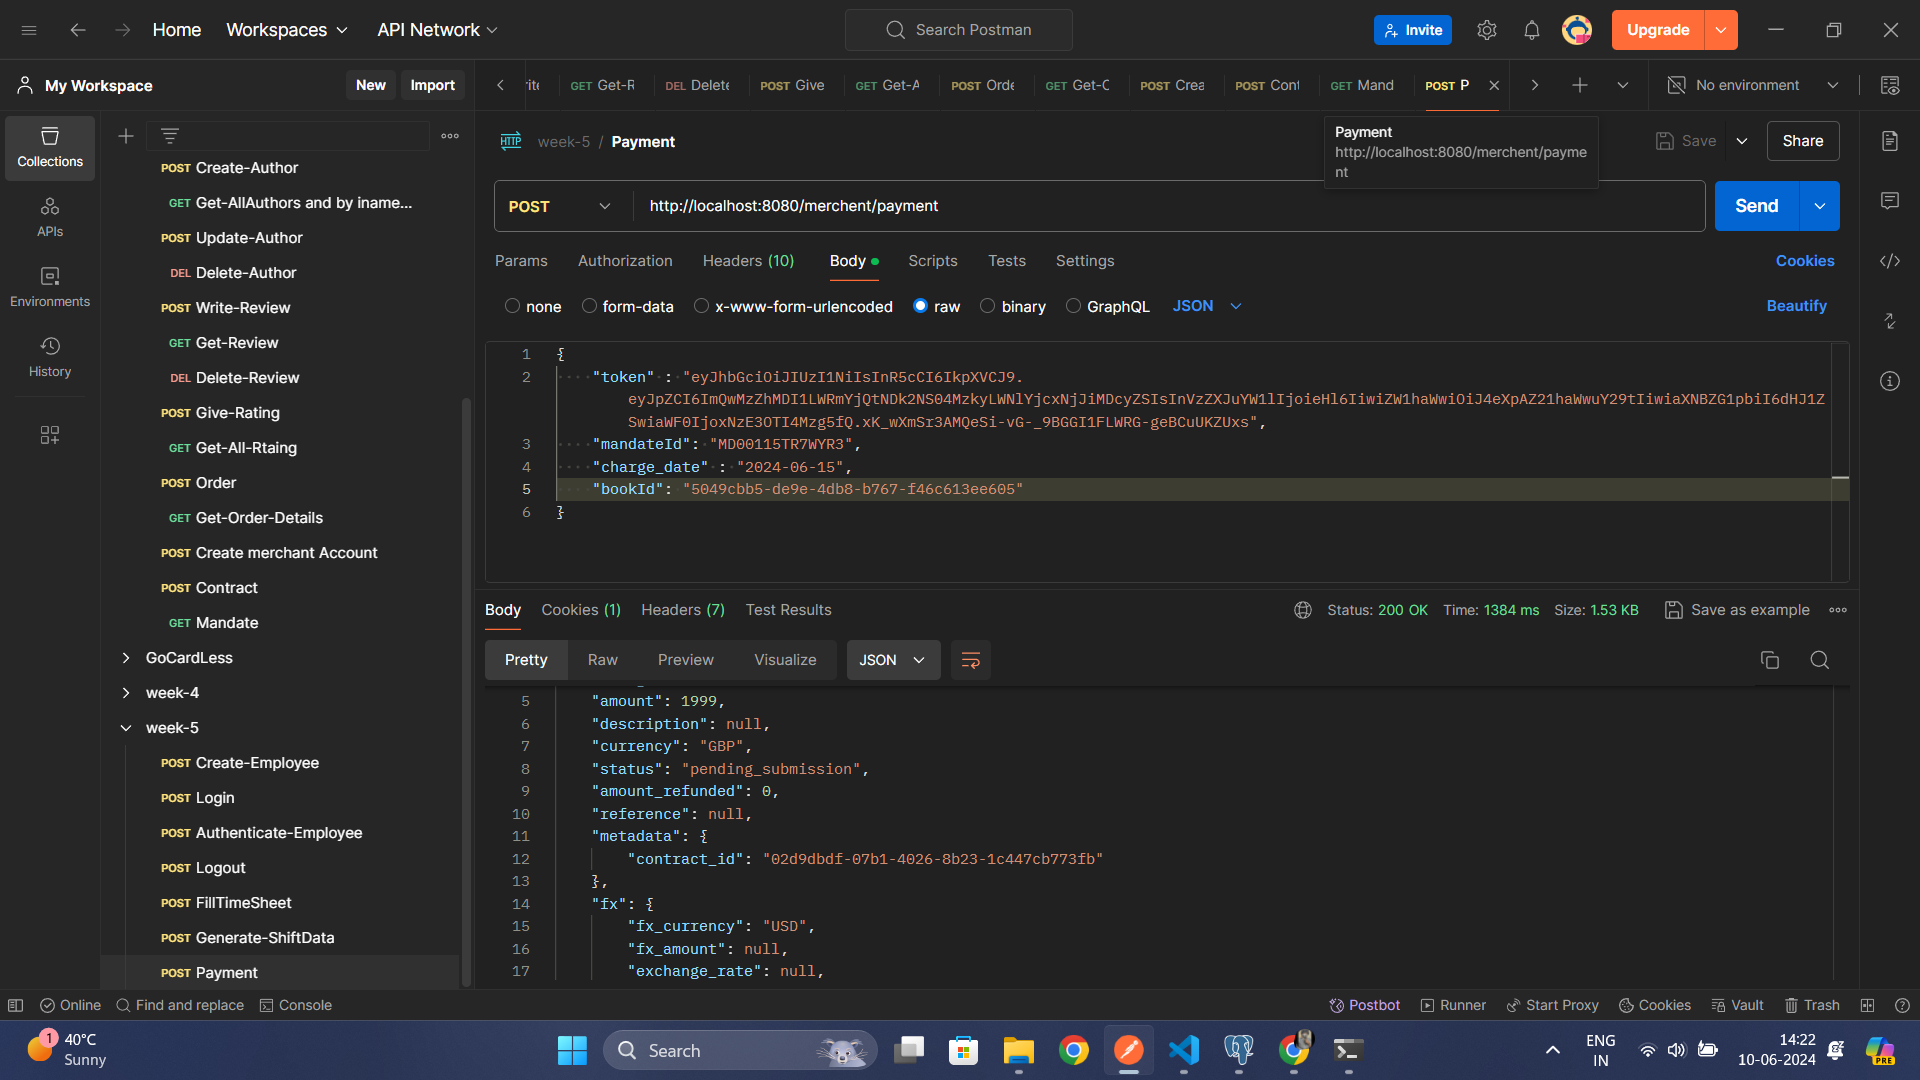 Home
Workspaces
API Network
Search Postman
Invite
Upgrade
My Workspace
New
Import
GET Get-R
DEL Delete
POST Give
GET Get-A
POST Orde
GET Get-C
POST Crea
POST Cont
GET Mand
POST P
No environment
Collections
APIs
Environments
History
POST Create-Author
GET Get-AllAuthors and by iname...
POST Update-Author
DEL Delete-Author
POST Write-Review
GET Get-Review
DEL Delete-Review
POST Give-Rating
GET Get-All-Rtaing
POST Order
GET Get-Order-Details
POST Create merchant Account
POST Contract
GET Mandate
GoCardLess
week-4
week-5
POST Create-Employee
POST Login
POST Authenticate-Employee
POST Logout
POST FillTimeSheet
POST Generate-ShiftData
POST Payment
HTTP
week-5 / Payment
Payment
http://localhost:8080/merchent/payme
nt
Save
Share
POST
http://localhost:8080/merchent/payment
Send
Params
Authorization
Headers (10)
Body
Scripts
Tests
Settings
Cookies
none
form-data
x-www-form-urlencoded
raw
binary
GraphQL
JSON
Beautify
1 {
2 "token" : "eyJhbGciOiJIUzI1NiIsInR5cCI6IkpXVCJ9.
eyJpZCI6ImQwMzZhMDI1LWRmYjQtNDk2NS04MzkyLWNlYjcxNjJiMDcyZSIsInVzZXJuYW1lIjoieHl6IiwiZW1haWwiOiJ4eXpAZ21haWwuY29tIiwiaXNBZG1pbiI6dHJ1Z
SwiaWF0IjoxNzE3OTI4Mzg5fQ.xK_wXmSr3AMQeSi-vG-_9BGGI1FLWRG-geBCuUKZUxs",
3 "mandateId": "MD00115TR7WYR3",
4 "charge_date" : "2024-06-15",
5 "bookId": "5049cbb5-de9e-4db8-b767-f46c613ee605"
6 }
Body
Cookies (1)
Headers (7)
Test Results
Status: 200 OK
Time: 1384 ms
Size: 1.53 KB
Save as example
Pretty
Raw
Preview
Visualize
JSON
5 "amount": 1999,
6 "description": null,
7 "currency": "GBP",
8 "status": "pending_submission",
9 "amount_refunded": 0,
10 "reference": null,
11 "metadata": {
12 "contract_id": "02d9dbdf-07b1-4026-8b23-1c447cb773fb"
13 },
14 "fx": {
15 "fx_currency": "USD",
16 "fx_amount": null,
17 "exchange_rate": null,
Online
Find and replace
Console
Postbot
Runner
Start Proxy
Cookies
Vault
Trash
1
40°C
Sunny
Search
ENG
IN
14:22
10-06-2024
PRE